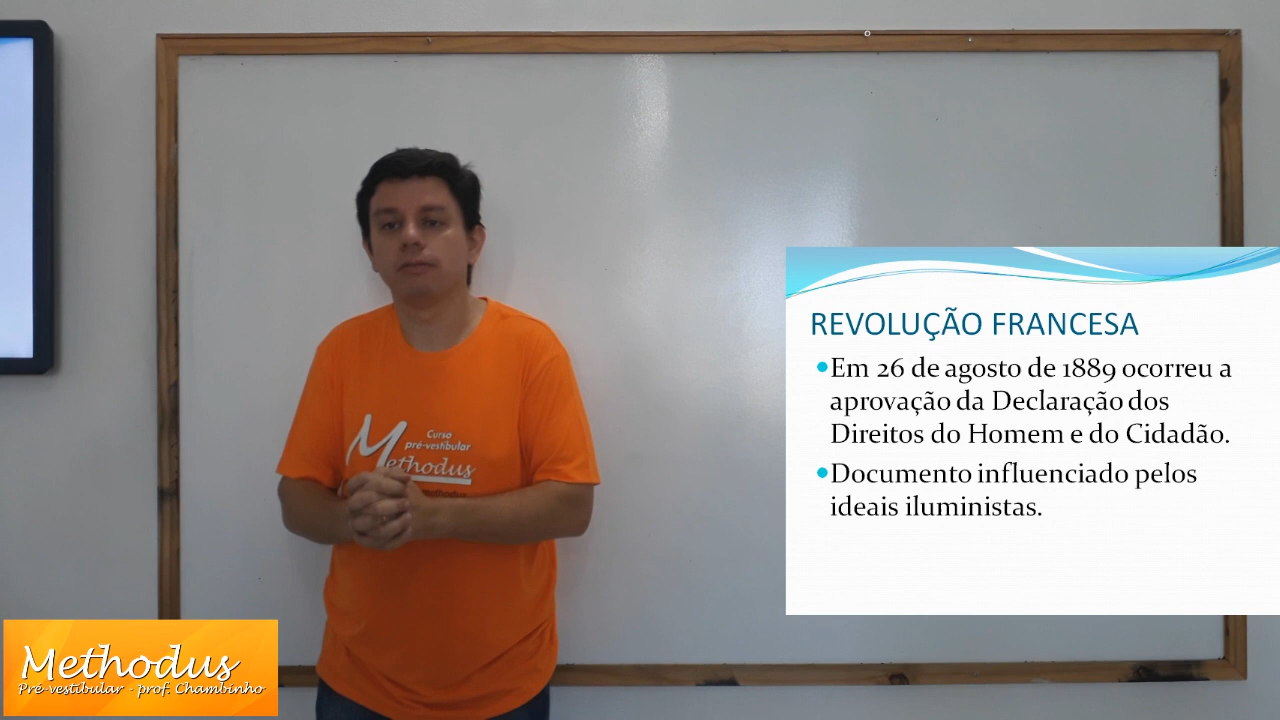 REVOLUÇÃO FRANCESA
Em 26 de agosto de 1889 ocorreu a
aprovação da Declaração dos
Direitos do Homem e do Cidadão.
Documento influenciado pelos
ideais iluministas.
Curso
pré-vestibular
Methodus
Methodus
Pré-vestibular - prof. Chambinho